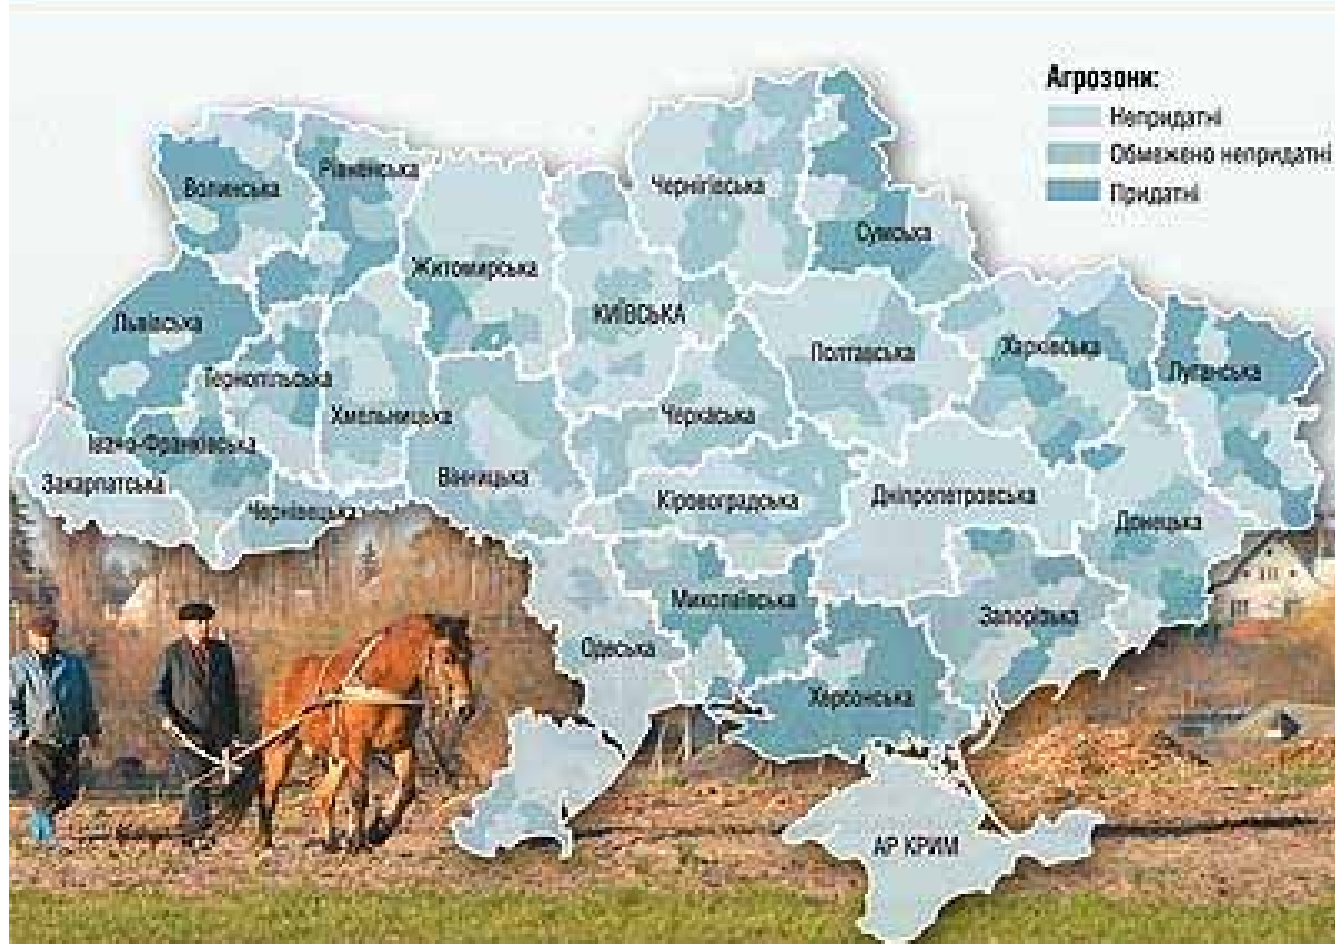 Агрозони:
Непридатні
Обмежено непридатні
Придатні
Волинська
Рівненська
Чернігівська
Сумська
Житомирська
КИЇВСЬКА
Львівська
Полтавська
Харківська
Луганська
Тернопільська
Хмельницька
Черкаська
Івано-Франківська
Закарпатська
Вінницька
Кіровоградська
Дніпропетровська
Чернівецька
Донецька
Миколаївська
Запорізька
Одеська
Херсонська
АР КРИМ